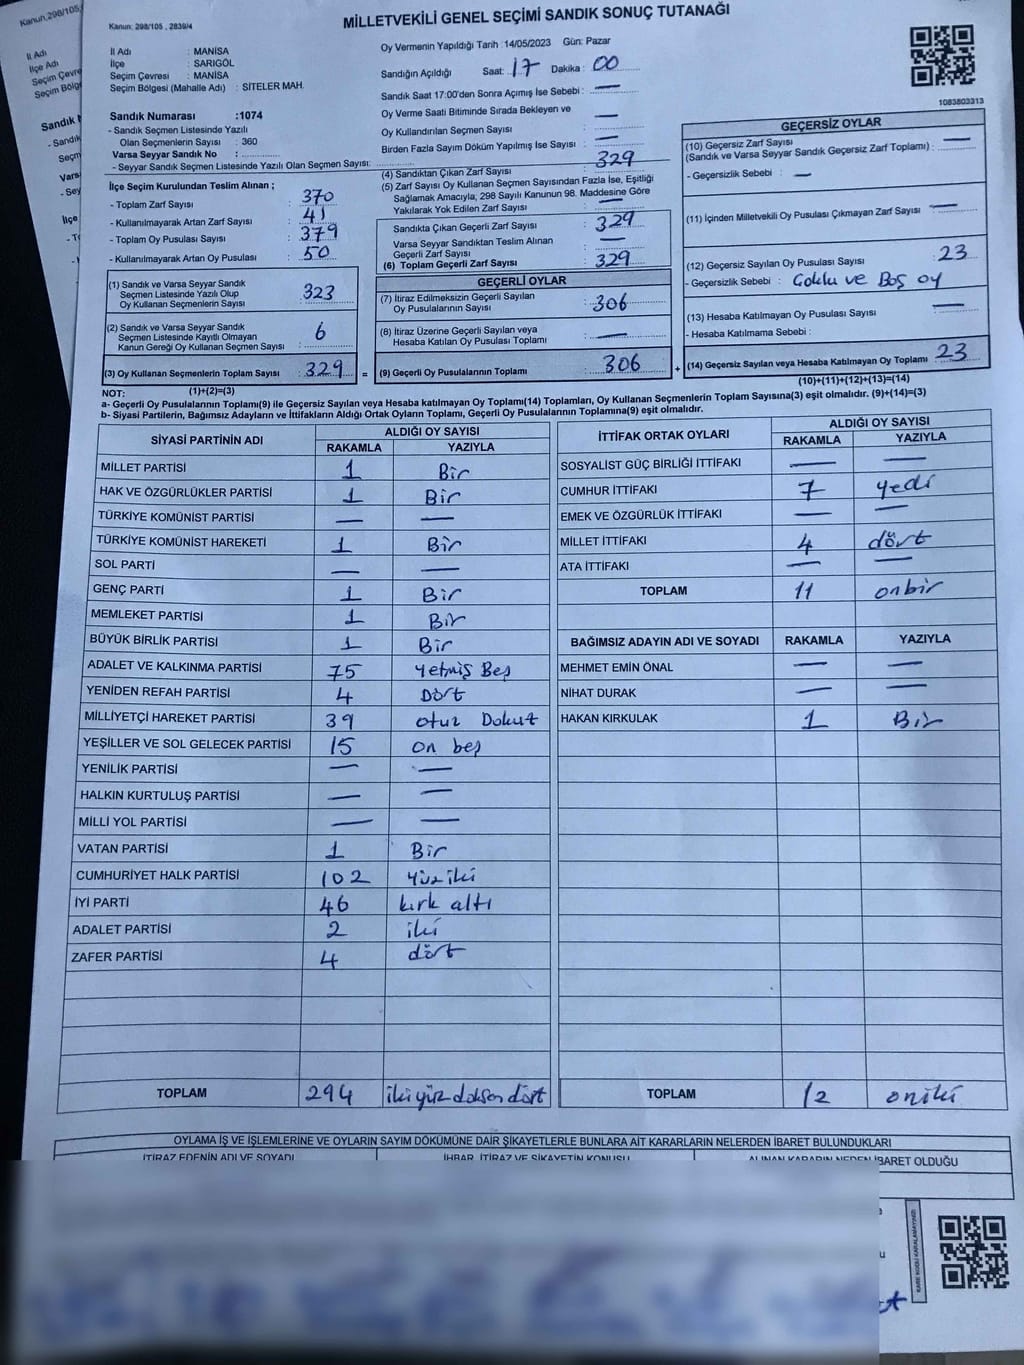 Kanun: 298/105 , 2839/4
MİLLETVEKİLİ GENEL SEÇİMİ SANDIK SONUÇ TUTANAĞI
İl Adı : MANİSA
İlçe : SARIGÖL
Seçim Çevresi : MANİSA
Seçim Bölgesi (Mahalle Adı) : SİTELER MAH.
Sandık Numarası :1074
- Sandık Seçmen Listesinde Yazılı
Olan Seçmenlerin Sayısı : 360
Varsa Seyyar Sandık No :
- Seyyar Sandık Seçmen Listesinde Yazılı Olan Seçmen Sayısı:
İlçe Seçim Kurulundan Teslim Alınan ;
- Toplam Zarf Sayısı : 370
- Kullanılmayarak Artan Zarf Sayısı : 41
- Toplam Oy Pusulası Sayısı : 379
- Kullanılmayarak Artan Oy Pusulası : 50
(1) Sandık ve Varsa Seyyar Sandık
Seçmen Listesinde Yazılı Olup
Oy Kullanan Seçmenlerin Sayısı : 323
(2) Sandık ve Varsa Seyyar Sandık
Seçmen Listesinde Kayıtlı Olmayan
Kanun Gereği Oy Kullanan Seçmen Sayısı : 6
(3) Oy Kullanan Seçmenlerin Toplam Sayısı : 329
(1)+(2)=(3)
Oy Vermenin Yapıldığı Tarih :14/05/2023 Gün: Pazar
Sandığın Açıldığı Saat: 17 Dakika : 00
Sandık Saat 17:00'den Sonra Açımış İse Sebebi : —
Oy Verme Saati Bitiminde Sırada Bekleyen ve
Oy Kullandırılan Seçmen Sayısı : —
Birden Fazla Sayım Döküm Yapılmış İse Sayısı : —
(4) Sandıktan Çıkan Zarf Sayısı : 329
(5) Zarf Sayısı Oy Kullanan Seçmen Sayısından Fazla İse, Eşitliği
Sağlamak Amacıyla, 298 Sayılı Kanunun 98. Maddesine Göre
Yakılarak Yok Edilen Zarf Sayısı : —
Sandıkta Çıkan Geçerli Zarf Sayısı : 329
Varsa Seyyar Sandıktan Teslim Alınan
Geçerli Zarf Sayısı : —
(6) Toplam Geçerli Zarf Sayısı : 329
GEÇERLİ OYLAR
(7) İtiraz Edilmeksizin Geçerli Sayılan
Oy Pusulalarının Sayısı : 306
(8) İtiraz Üzerine Geçerli Sayılan veya
Hesaba Katılan Oy Pusulası Toplamı : —
= (9) Geçerli Oy Pusulalarının Toplamı : 306
1083803313
GEÇERSİZ OYLAR
(10) Geçersiz Zarf Sayısı
(Sandık ve Varsa Seyyar Sandık Geçersiz Zarf Toplamı) : —
- Geçersizlik Sebebi : —
(11) İçinden Milletvekili Oy Pusulası Çıkmayan Zarf Sayısı : —
(12) Geçersiz Sayılan Oy Pusulası Sayısı : 23
- Geçersizlik Sebebi : Çoklu ve Boş oy
(13) Hesaba Katılmayan Oy Pusulası Sayısı : —
- Hesaba Katılmama Sebebi :
+ (14) Geçersiz Sayılan veya Hesaba Katılmayan Oy Toplamı : 23
(10)+(11)+(12)+(13)=(14)
NOT:
a- Geçerli Oy Pusulalarının Toplamı(9) ile Geçersiz Sayılan veya Hesaba katılmayan Oy Toplamı(14) Toplamları, Oy Kullanan Seçmenlerin Toplam Sayısına(3) eşit olmalıdır. (9)+(14)=(3)
b- Siyasi Partilerin, Bağımsız Adayların ve İttifakların Aldığı Ortak Oyların Toplamı, Geçerli Oy Pusulalarının Toplamına(9) eşit olmalıdır.
SİYASİ PARTİNİN ADI ALDIĞI OY SAYISI
RAKAMLA YAZIYLA
MİLLET PARTİSİ 1 Bir
HAK VE ÖZGÜRLÜKLER PARTİSİ 1 Bir
TÜRKİYE KOMÜNİST PARTİSİ — —
TÜRKİYE KOMÜNİST HAREKETİ 1 Bir
SOL PARTİ — —
GENÇ PARTİ 1 Bir
MEMLEKET PARTİSİ 1 Bir
BÜYÜK BİRLİK PARTİSİ 1 Bir
ADALET VE KALKINMA PARTİSİ 75 Yetmiş Beş
YENİDEN REFAH PARTİSİ 4 Dört
MİLLİYETÇİ HAREKET PARTİSİ 39 otuz Dokuz
YEŞİLLER VE SOL GELECEK PARTİSİ 15 on beş
YENİLİK PARTİSİ — —
HALKIN KURTULUŞ PARTİSİ — —
MİLLİ YOL PARTİSİ — —
VATAN PARTİSİ 1 Bir
CUMHURİYET HALK PARTİSİ 102 Yüz iki
İYİ PARTİ 46 kırk altı
ADALET PARTİSİ 2 iki
ZAFER PARTİSİ 4 dört
TOPLAM 294 iki yüz doksan dört
İTTİFAK ORTAK OYLARI ALDIĞI OY SAYISI
RAKAMLA YAZIYLA
SOSYALİST GÜÇ BİRLİĞİ İTTİFAKI — —
CUMHUR İTTİFAKI 7 yedi
EMEK VE ÖZGÜRLÜK İTTİFAKI — —
MİLLET İTTİFAKI 4 dört
ATA İTTİFAKI — —
TOPLAM 11 onbir
BAĞIMSIZ ADAYIN ADI VE SOYADI RAKAMLA YAZIYLA
MEHMET EMİN ÖNAL — —
NİHAT DURAK — —
HAKAN KIRKULAK 1 Bir
TOPLAM 12 oniki
OYLAMA İŞ VE İŞLEMLERİNE VE OYLARIN SAYIM DÖKÜMÜNE DAİR ŞİKAYETLERLE BUNLARA AİT KARARLARIN NELERDEN İBARET BULUNDUKLARI
İTİRAZ EDENİN ADI VE SOYADI İHBAR, İTİRAZ VE ŞİKAYETİN KONUSU ALINAN KARARIN NEDEN İBARET OLDUĞU